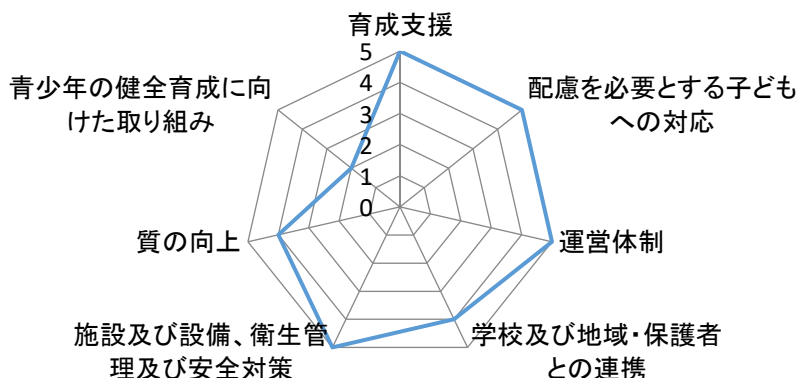 育成支援
配慮を必要とする子ども
への対応
運営体制
学校及び地域・保護者
との連携
施設及び設備、衛生管
理及び安全対策
質の向上
青少年の健全育成に向
けた取り組み
5
4
3
2
1
0